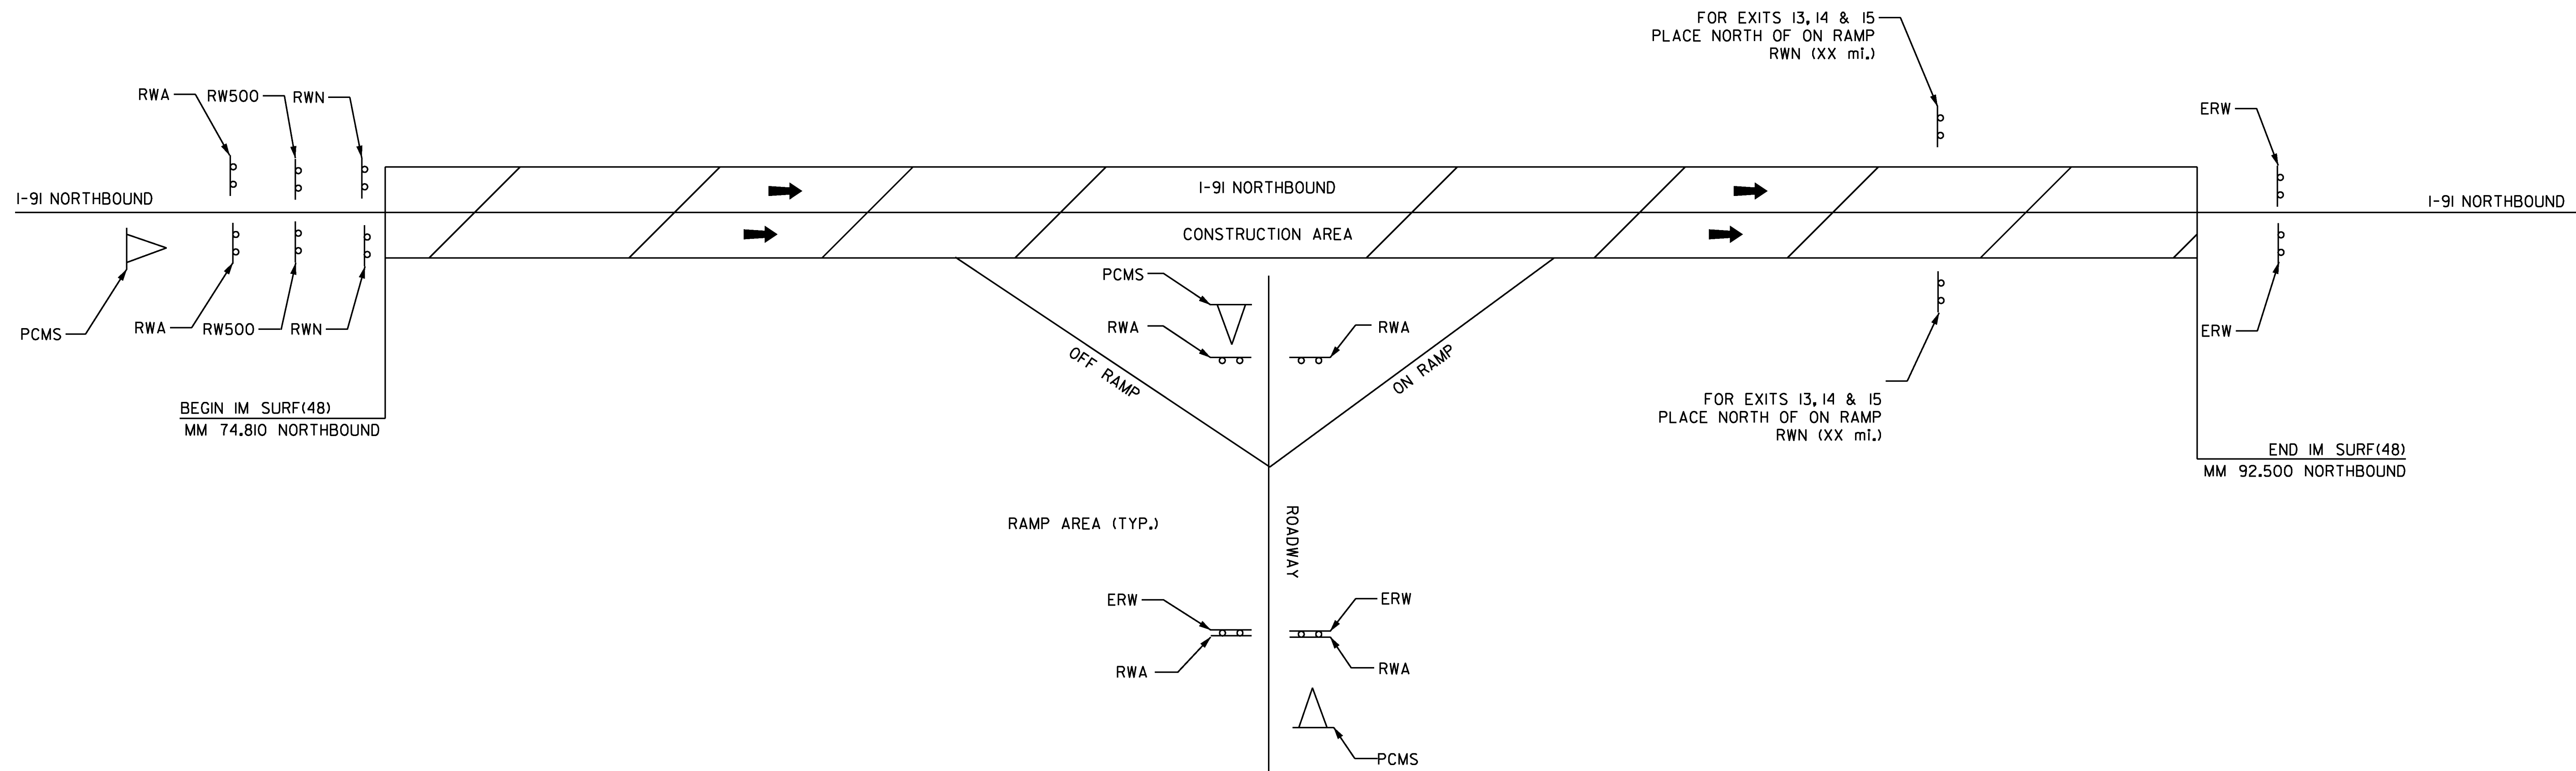 FOR EXITS 13, 14 & 15
PLACE NORTH OF ON RAMP
RWN (XX mi.)
RWA
RW500
RWN
ERW
I-91 NORTHBOUND
I-91 NORTHBOUND
I-91 NORTHBOUND
CONSTRUCTION AREA
PCMS
RWA
RW500
RWN
PCMS
RWA
RWA
ERW
OFF RAMP
ON RAMP
FOR EXITS 13, 14 & 15
PLACE NORTH OF ON RAMP
RWN (XX mi.)
BEGIN IM SURF(48)
MM 74.810 NORTHBOUND
END IM SURF(48)
MM 92.500 NORTHBOUND
RAMP AREA (TYP.)
ROADWAY
ERW
ERW
RWA
RWA
PCMS